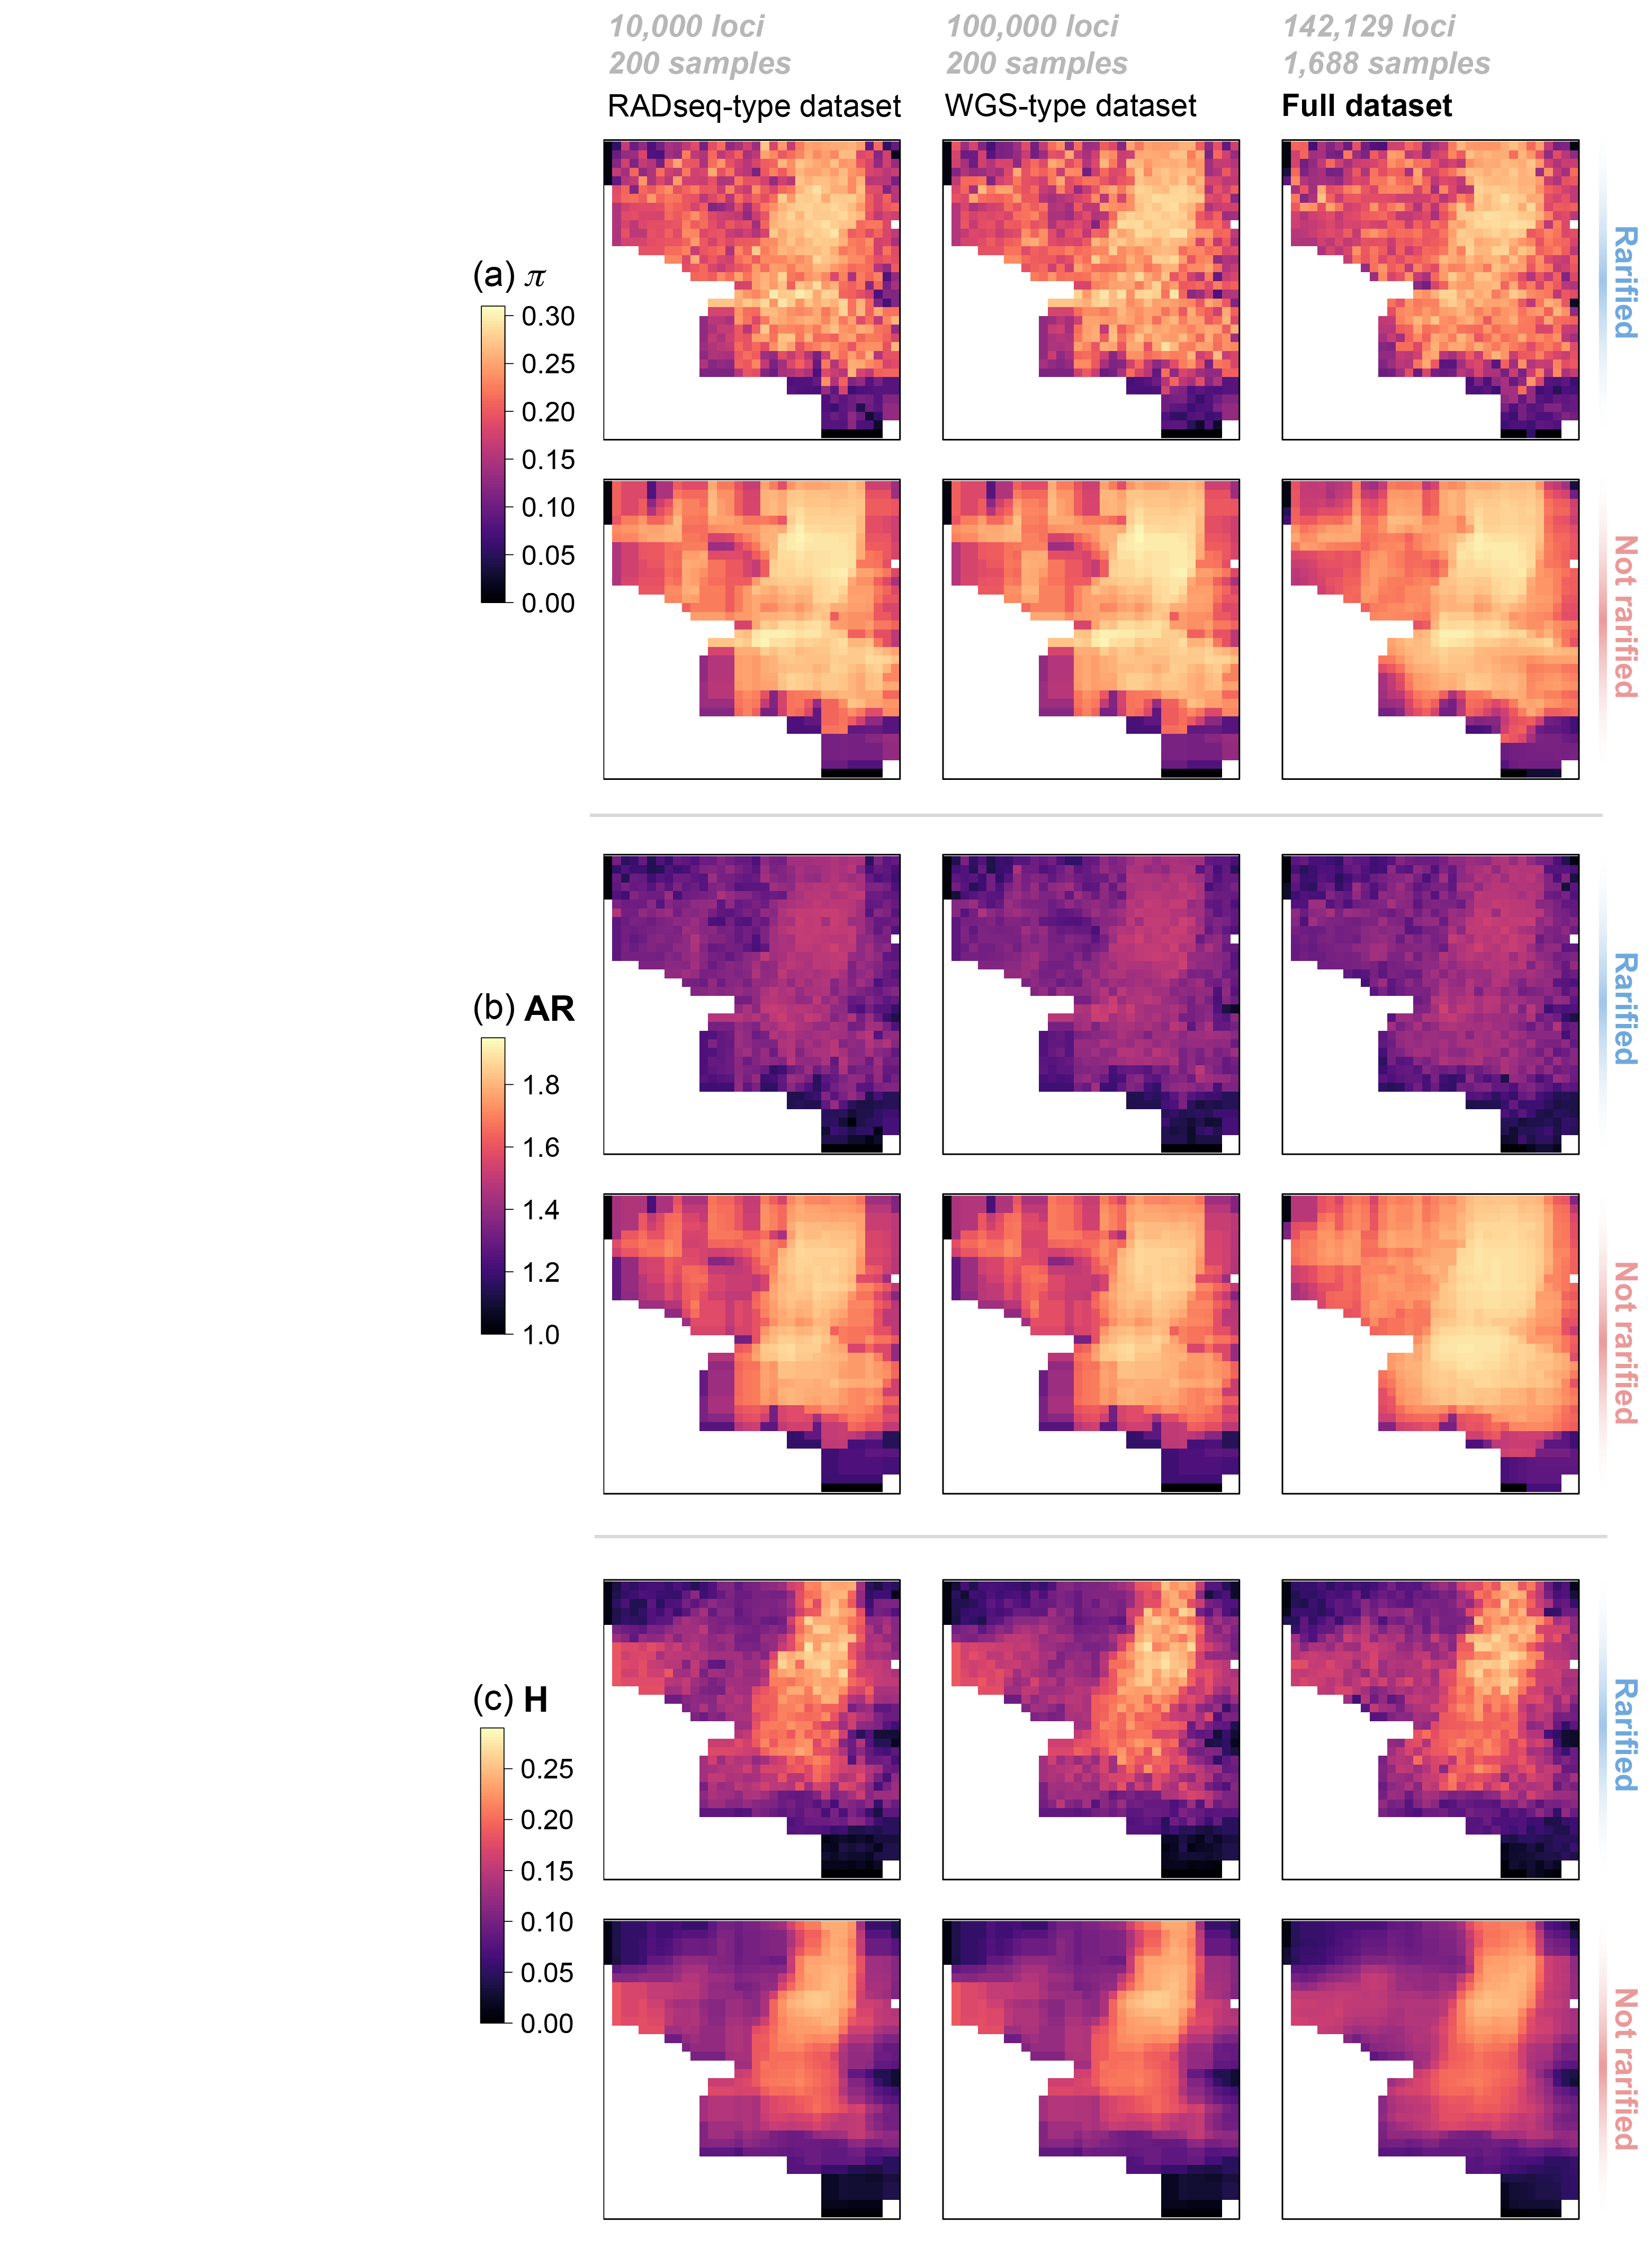 10,000 loci
200 samples
RADseq-type dataset
100,000 loci
200 samples
WGS-type dataset
142,129 loci
1,688 samples
Full dataset
(a) π
0.30
0.25
0.20
0.15
0.10
0.05
0.00
Rarified
Not rarified
(b) AR
1.8
1.6
1.4
1.2
1.0
Rarified
Not rarified
(c) H
0.25
0.20
0.15
0.10
0.05
0.00
Rarified
Not rarified